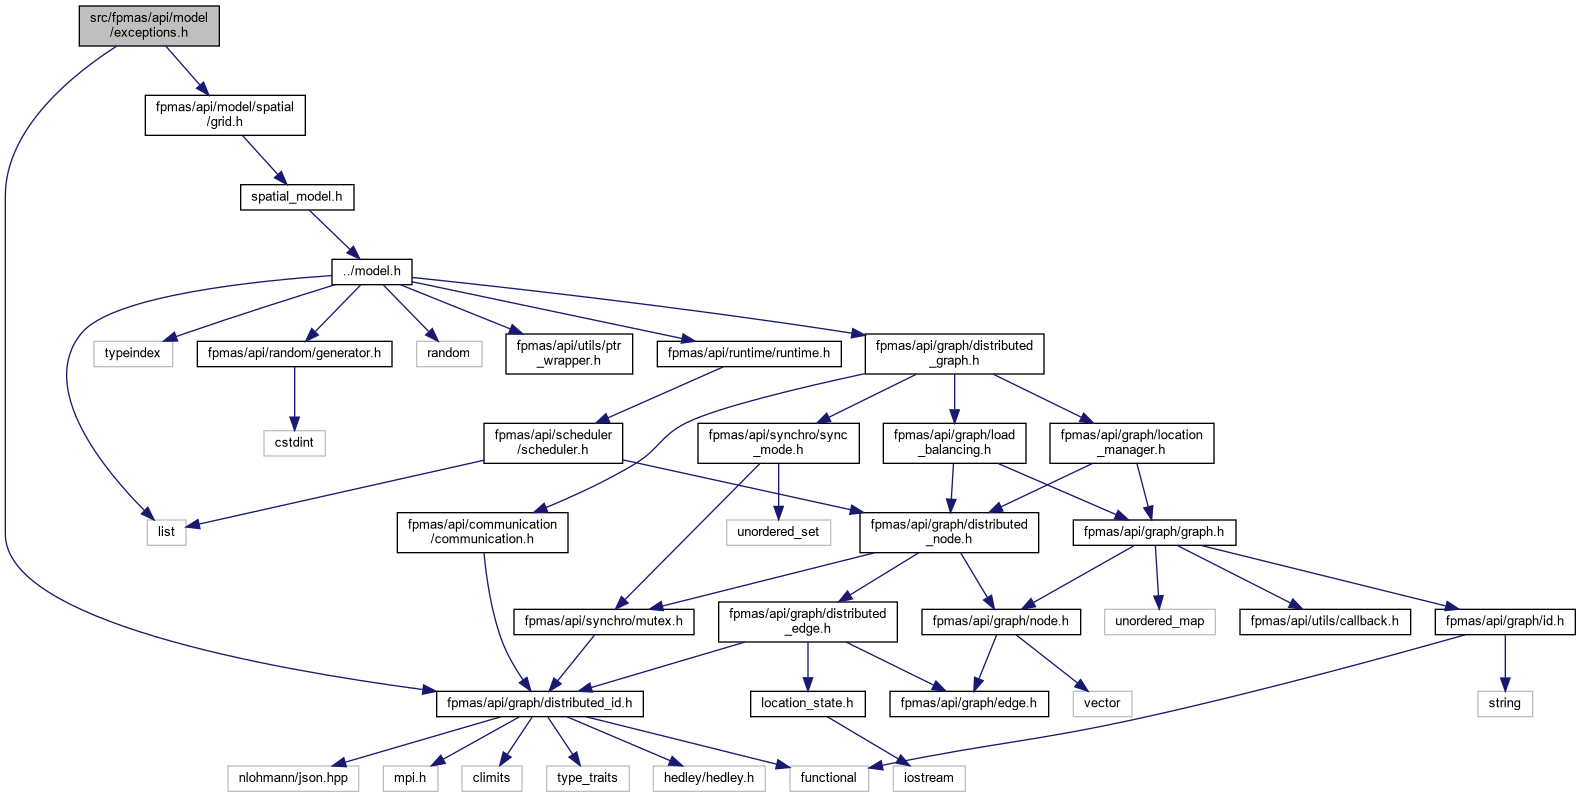 src/fpmas/api/model
/exceptions.h
fpmas/api/model/spatial
/grid.h
spatial_model.h
../model.h
typeindex
fpmas/api/random/generator.h
random
fpmas/api/utils/ptr
_wrapper.h
fpmas/api/runtime/runtime.h
fpmas/api/graph/distributed
_graph.h
cstdint
fpmas/api/scheduler
/scheduler.h
fpmas/api/synchro/sync
_mode.h
fpmas/api/graph/load
_balancing.h
fpmas/api/graph/location
_manager.h
list
fpmas/api/communication
/communication.h
unordered_set
fpmas/api/graph/distributed
_node.h
fpmas/api/graph/graph.h
fpmas/api/synchro/mutex.h
fpmas/api/graph/distributed
_edge.h
fpmas/api/graph/node.h
unordered_map
fpmas/api/utils/callback.h
fpmas/api/graph/id.h
fpmas/api/graph/distributed_id.h
location_state.h
fpmas/api/graph/edge.h
vector
string
nlohmann/json.hpp
mpi.h
climits
type_traits
hedley/hedley.h
functional
iostream